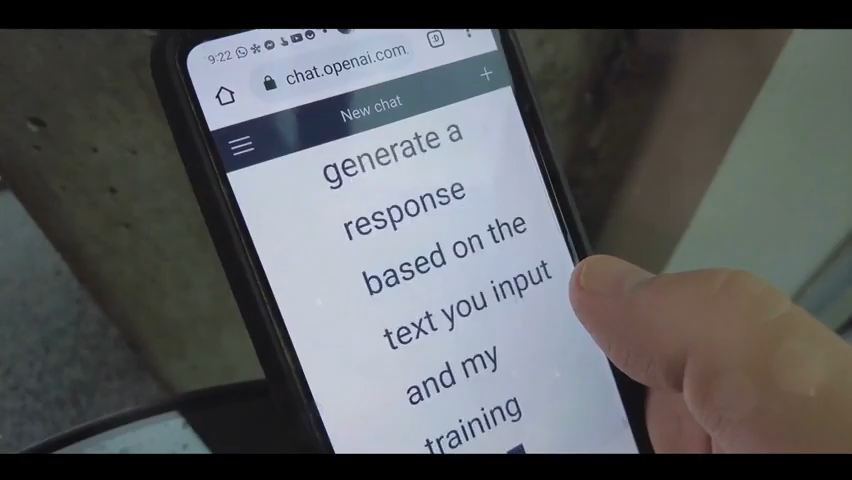 9:22
chat.openai.com
:D
New chat
generate a
response
based on the
text you input
and my
training